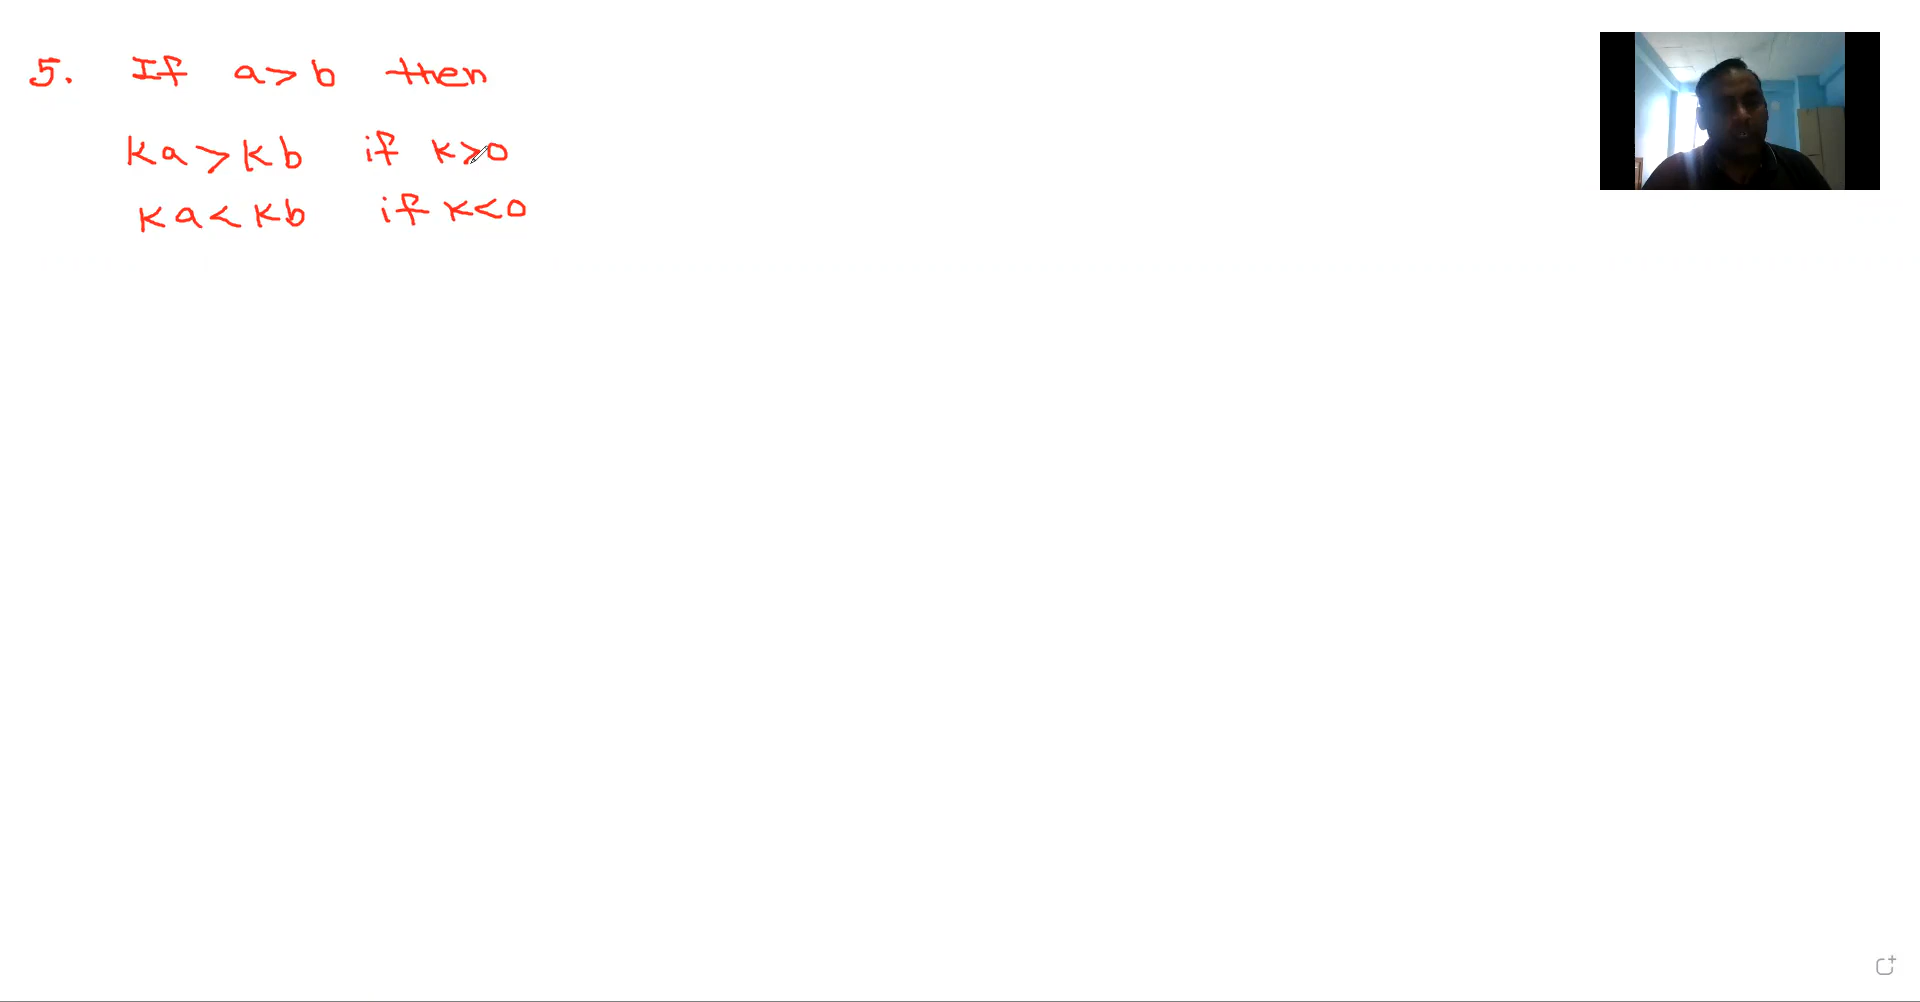 5. If a > b then
ka > kb if k > 0
ka < kb if k < 0